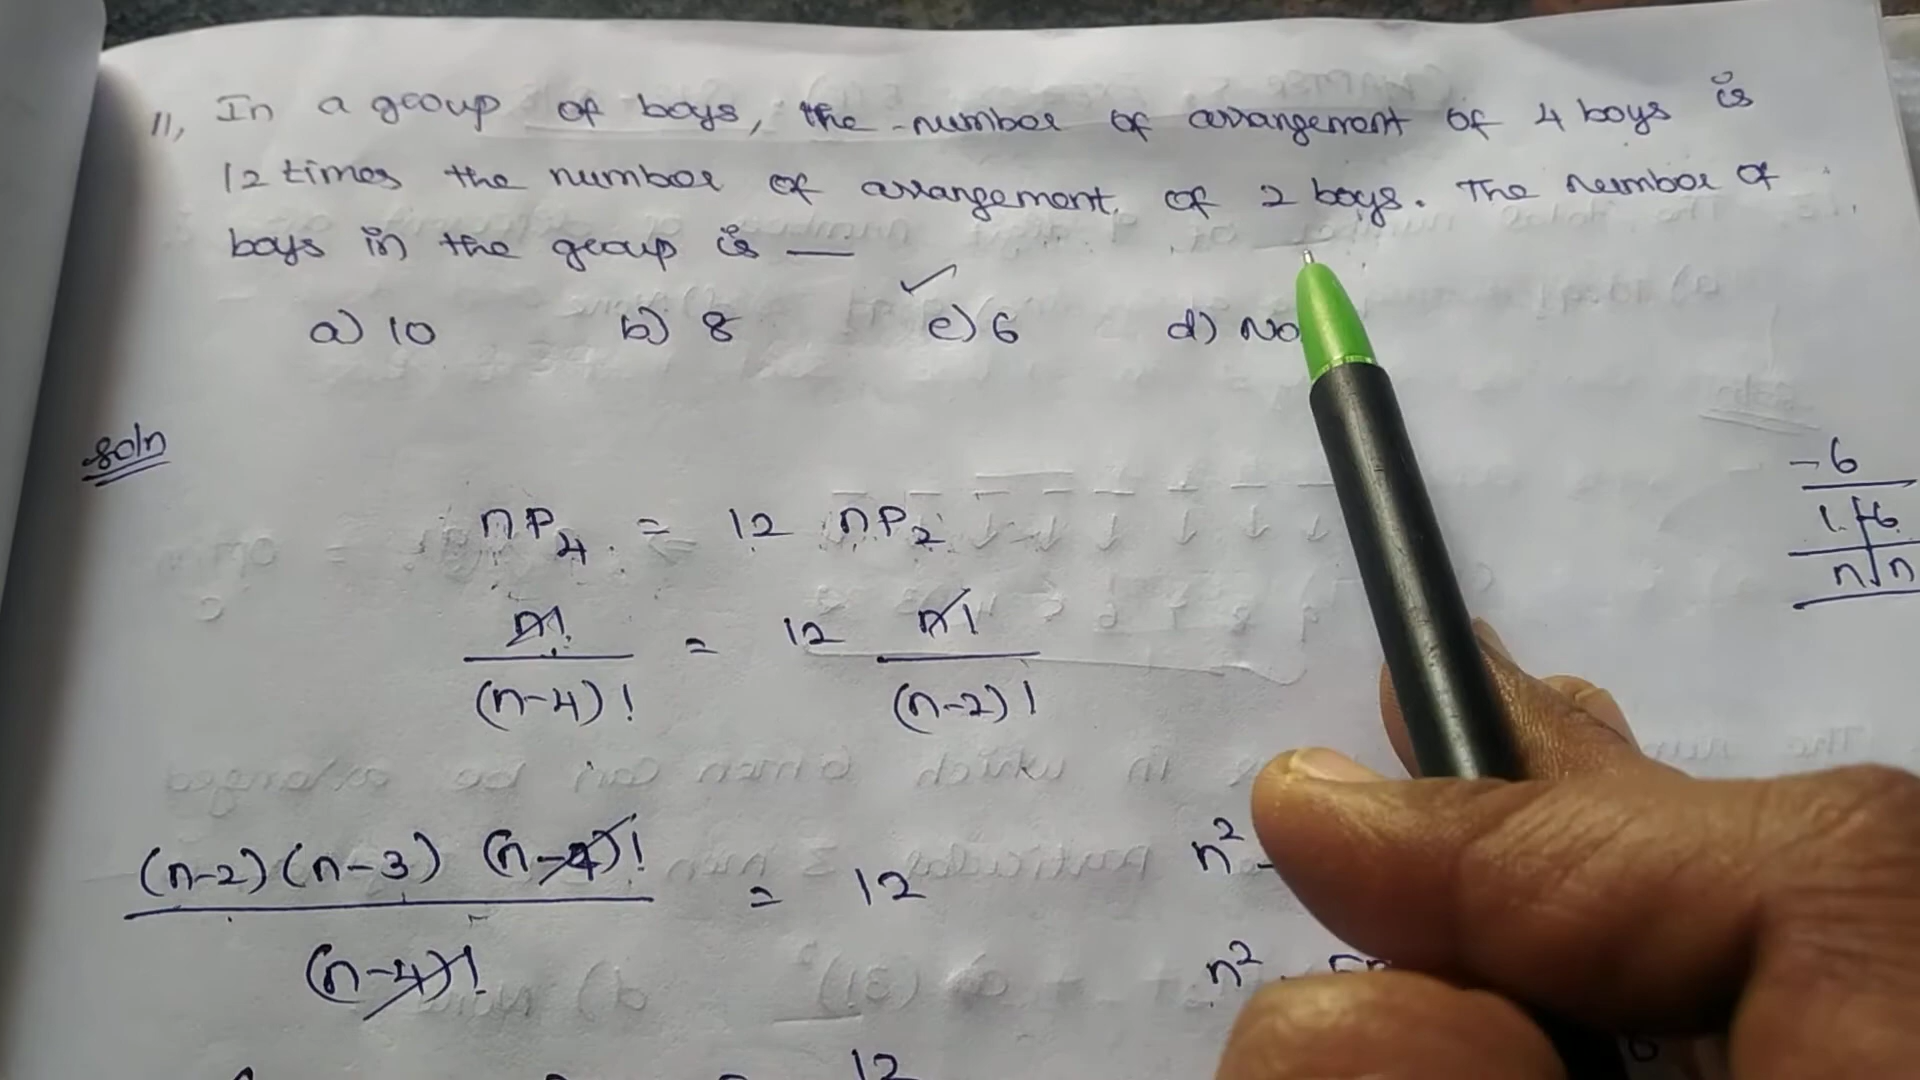 11, In a group of boys, the number of arrangement of 4 boys is
12 times the number of arrangement of 2 boys. The number of
boys in the group is —
a) 10 b) 8 c) 6 d) No
soln
nP4 = 12 nP2
n!/(n-4)! = 12 n!/(n-2)!
(n-2)(n-3)(n-4)!/(n-4)! = 12
12
n² -
n²
-6
1 | -6
n | n